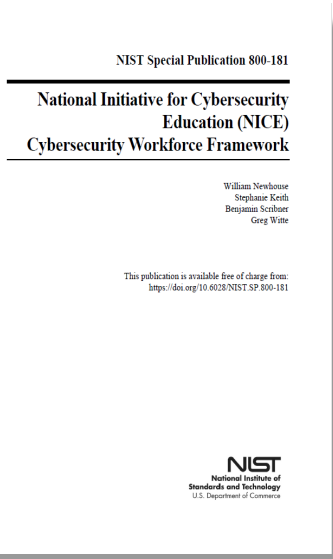 NIST Special Publication 800-181
National Initiative for Cybersecurity
Education (NICE)
Cybersecurity Workforce Framework
William Newhouse
Stephanie Keith
Benjamin Scribner
Greg Witte
This publication is available free of charge from:
https://doi.org/10.6028/NIST.SP.800-181
NIST
National Institute of
Standards and Technology
U.S. Department of Commerce